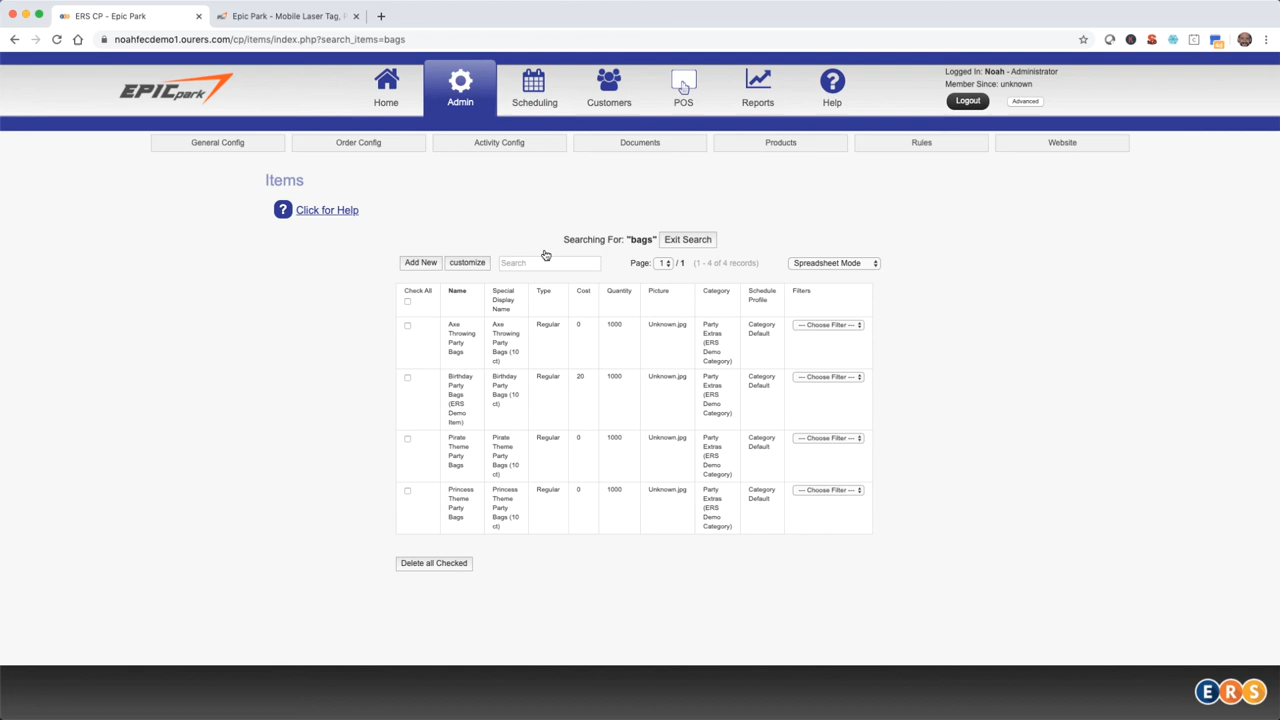 ERS CP - Epic Park
Epic Park - Mobile Laser Tag,
noahfecdemo1.ourers.com/cp/items/index.php?search_items=bags
EPIC park
Home
Admin
Scheduling
Customers
POS
Reports
Help
Logged In: Noah - Administrator
Member Since: unknown
Logout
Advanced
General Config
Order Config
Activity Config
Documents
Products
Rules
Website
Items
? Click for Help
Searching For: "bags" Exit Search
Add New customize Search Page: 1 / 1 (1 - 4 of 4 records) Spreadsheet Mode
Check All
Name
Special
Display
Name
Type
Cost
Quantity
Picture
Category
Schedule
Profile
Filters
Axe
Throwing
Party
Bags
Axe
Throwing
Party
Bags (10
ct)
Regular
0
1000
Unknown.jpg
Party
Extras
(ERS
Demo
Category)
Category
Default
--- Choose Filter ---
Birthday
Party
Bags
(ERS
Demo
Item)
Birthday
Party
Bags (10
ct)
Regular
20
1000
Unknown.jpg
Party
Extras
(ERS
Demo
Category)
Category
Default
--- Choose Filter ---
Pirate
Theme
Party
Bags
Pirate
Theme
Party
Bags (10
ct)
Regular
0
1000
Unknown.jpg
Party
Extras
(ERS
Demo
Category)
Category
Default
--- Choose Filter ---
Princess
Theme
Party
Bags
Princess
Theme
Party
Bags (10
ct)
Regular
0
1000
Unknown.jpg
Party
Extras
(ERS
Demo
Category)
Category
Default
--- Choose Filter ---
Delete all Checked
ERS